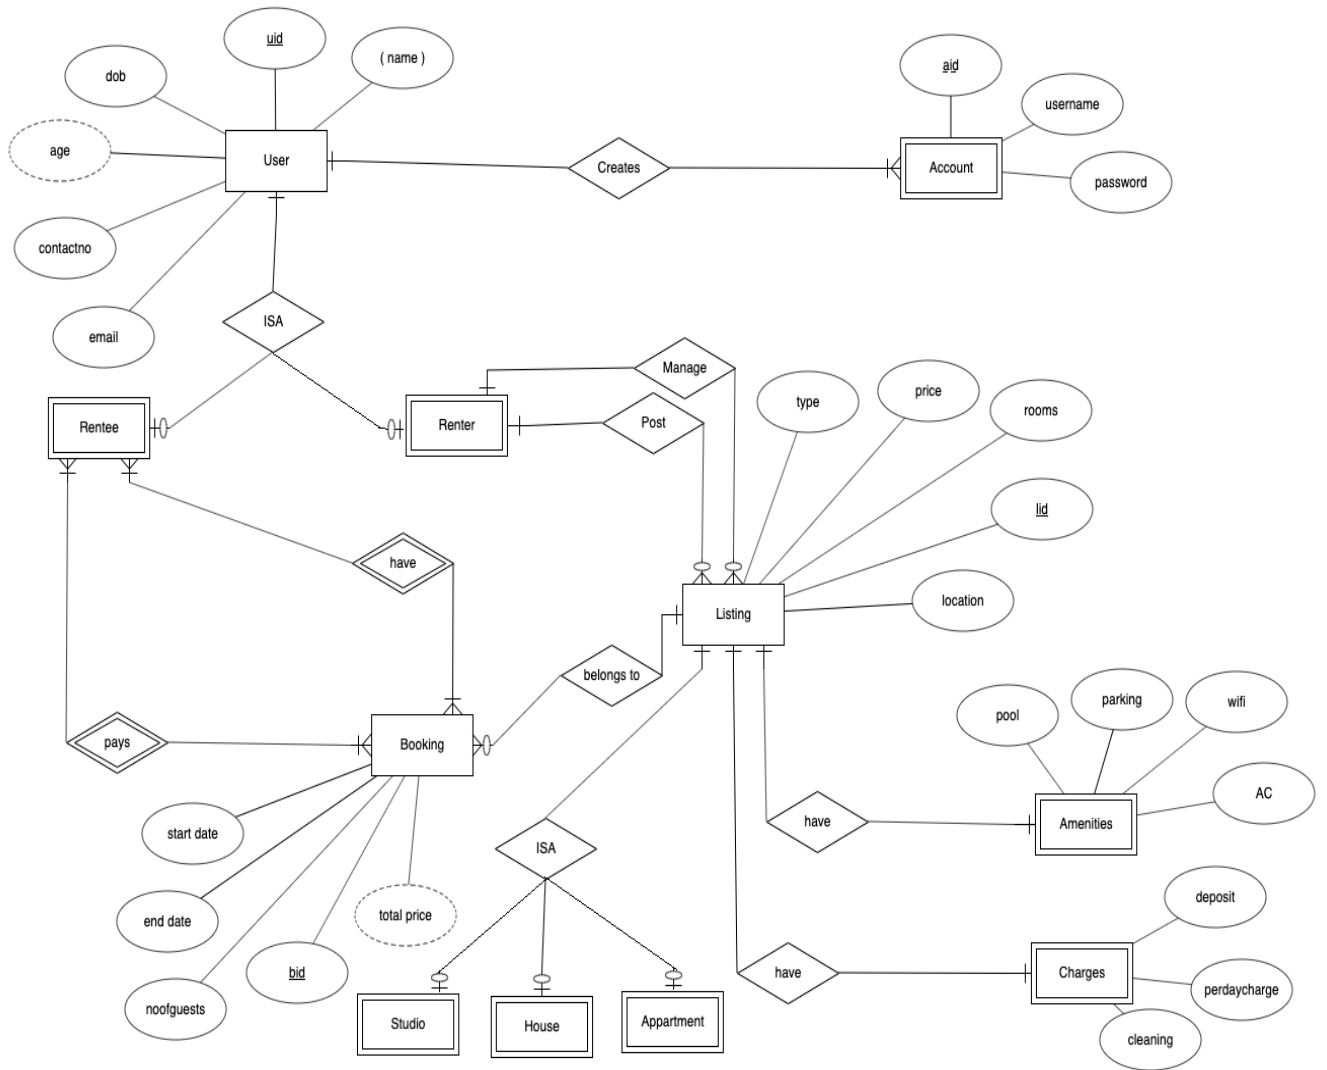 uid
( name )
dob
aid
username
age
User
Creates
Account
password
contactno
email
ISA
Manage
Rentee
Renter
Post
type
price
rooms
lid
have
location
Listing
belongs to
pays
Booking
pool
parking
wifi
AC
start date
have
Amenities
ISA
end date
total price
deposit
bid
have
Charges
perdaycharge
noofguests
Studio
House
Appartment
cleaning